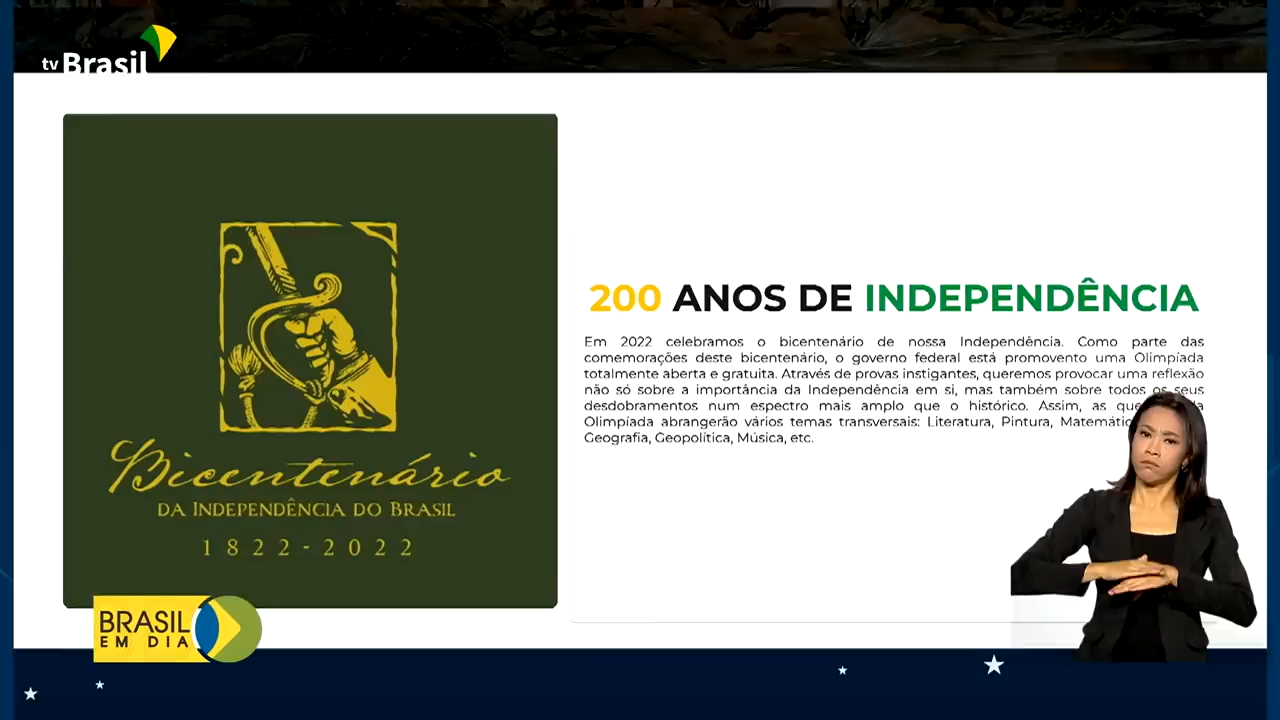 tv Brasil
200 ANOS DE INDEPENDÊNCIA
Em 2022 celebramos o bicentenário de nossa Independência. Como parte das
comemorações deste bicentenário, o governo federal está promovento uma Olimpíada
totalmente aberta e gratuita. Através de provas instigantes, queremos provocar uma reflexão
não só sobre a importância da Independência em si, mas também sobre todos os seus
desdobramentos num espectro mais amplo que o histórico. Assim, as
Olimpíada abrangerão vários temas transversais: Literatura, Pintura,
Geografia, Geopolítica, Música, etc.
Bicentenário
DA INDEPENDÊNCIA DO BRASIL
1822-2022
BRASIL
EM DIA